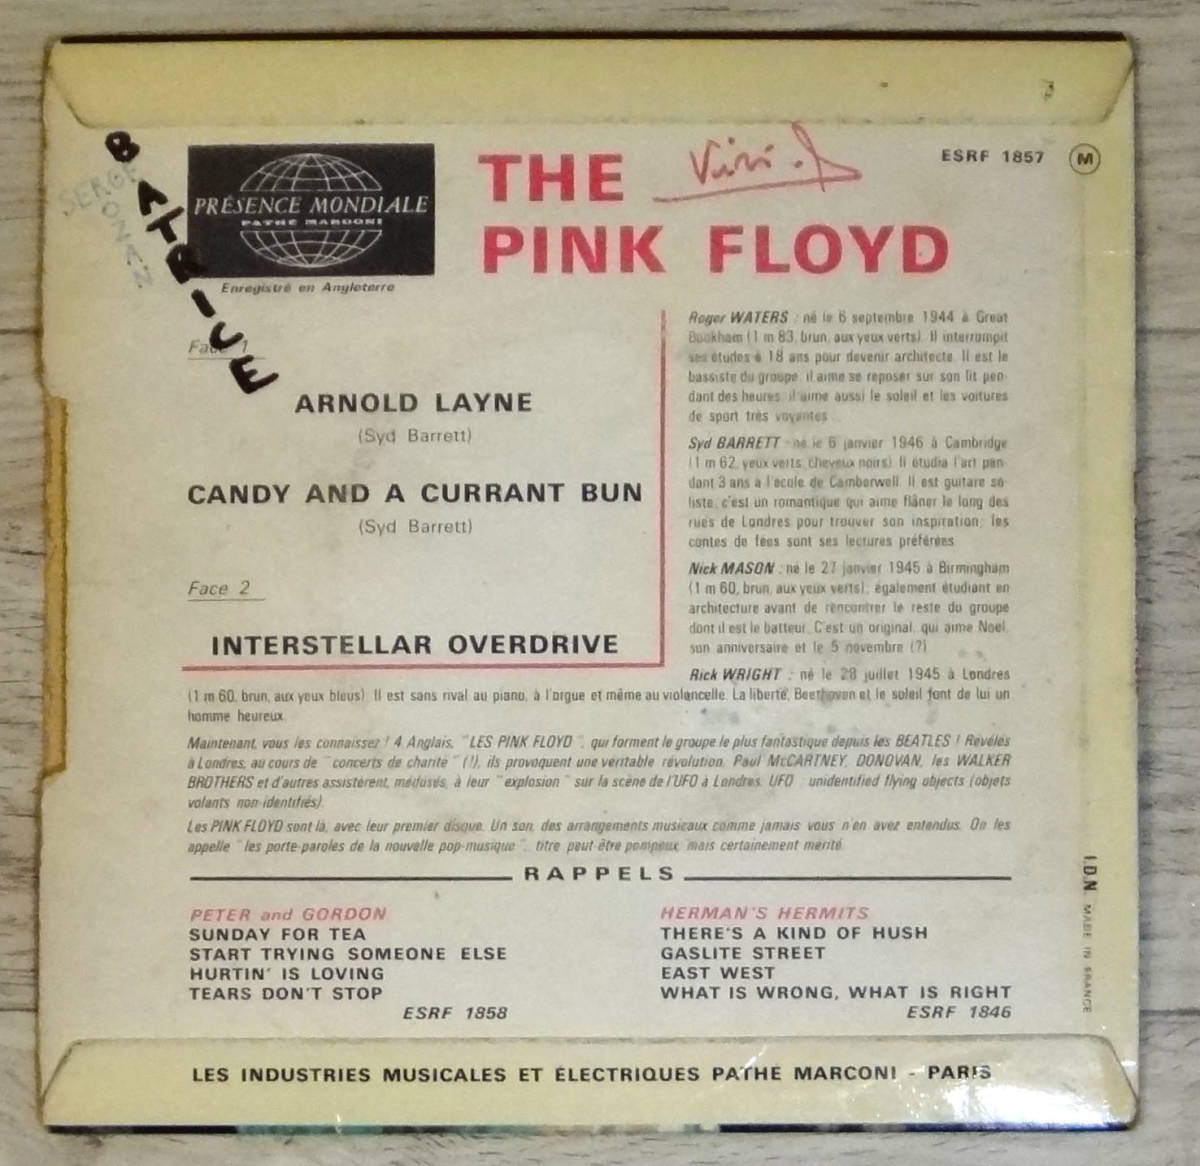 BEATRICE
SERGE
OZAN
PRÉSENCE MONDIALE
PATHÉ MARCONI
Enregistré en Angleterre
THE
PINK FLOYD
ESRF 1857
M
Face 1
ARNOLD LAYNE
(Syd Barrett)
CANDY AND A CURRANT BUN
(Syd Barrett)
Face 2
INTERSTELLAR OVERDRIVE
Roger WATERS : né le 6 septembre 1944 à Great
Bookham (1 m 83, brun, aux yeux verts). Il interrompit
ses études à 18 ans pour devenir architecte. Il est le
bassiste du groupe, il aime se reposer sur son lit pen-
dant des heures, il aime aussi le soleil et les voitures
de sport très voyantes...
Syd BARRETT : né le 6 janvier 1946 à Cambridge
(1 m 62, yeux verts, cheveux noirs). Il étudia l'art pen-
dant 3 ans à l'école de Camberwell. Il est guitare so-
liste, c'est un romantique qui aime flâner le long des
rues de Londres pour trouver son inspiration; les
contes de fées sont ses lectures préférées.
Nick MASON : né le 27 janvier 1945 à Birmingham
(1 m 60, brun, aux yeux verts), également étudiant en
architecture avant de rencontrer le reste du groupe
dont il est le batteur. C'est un original, qui aime Noël,
son anniversaire et le 5 novembre (?)
Rick WRIGHT : né le 28 juillet 1945 à Londres
(1 m 60, brun, aux yeux bleus). Il est sans rival au piano, à l'orgue et même au violoncelle. La liberté, Beethoven et le soleil font de lui un
homme heureux.
Maintenant, vous les connaissez ! 4 Anglais, "LES PINK FLOYD", qui forment le groupe le plus fantastique depuis les BEATLES ! Révélés
à Londres, au cours de "concerts de charité" (!), ils provoquent une véritable révolution. Paul McCARTNEY, DONOVAN, les WALKER
BROTHERS et d'autres assistèrent, médusés, à leur "explosion" sur la scène de l'UFO à Londres. UFO : unidentified flying objects (objets
volants non-identifiés).
Les PINK FLOYD sont là, avec leur premier disque. Un son, des arrangements musicaux comme jamais vous n'en avez entendus. On les
appelle "les porte-paroles de la nouvelle pop-musique", titre peut-être pompeux, mais certainement mérité.
RAPPELS
PETER and GORDON
SUNDAY FOR TEA
START TRYING SOMEONE ELSE
HURTIN' IS LOVING
TEARS DON'T STOP
ESRF 1858
HERMAN'S HERMITS
THERE'S A KIND OF HUSH
GASLITE STREET
EAST WEST
WHAT IS WRONG, WHAT IS RIGHT
ESRF 1846
I.D.N. MADE IN FRANCE
LES INDUSTRIES MUSICALES ET ÉLECTRIQUES PATHÉ MARCONI - PARIS